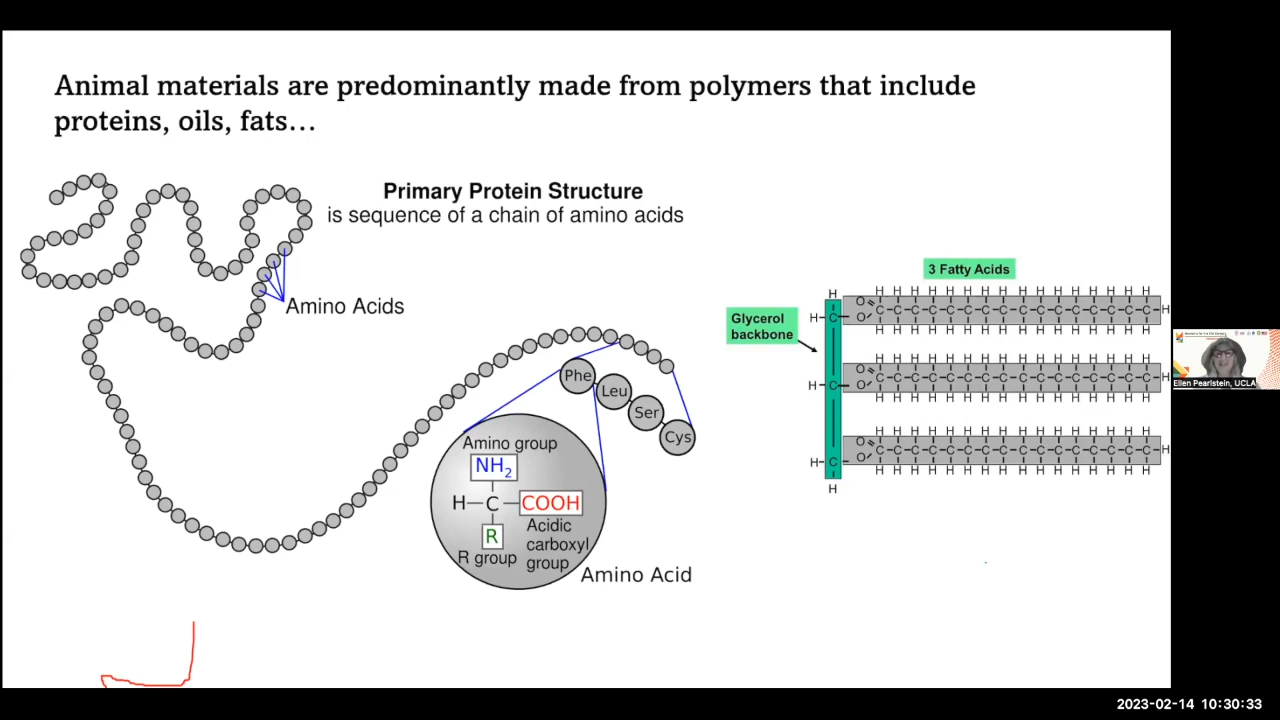 Animal materials are predominantly made from polymers that include
proteins, oils, fats…
Primary Protein Structure
is sequence of a chain of amino acids
Amino Acids
Phe
Leu
Ser
Cys
Amino group
NH2
H–C–COOH
R
R group
Acidic
carboxyl
group
Amino Acid
3 Fatty Acids
Glycerol
backbone
H
H–C–O
O C–C–C–C–C–C–C–C–C–C–C–C–C–C–C–C–H
H H H H H H H H H H H H H H H
H H H H H H H H H H H H H H H
H–C–O
O
H
H–C–O
O
H
H
Ellen Pearlstein, UCLA
2023-02-14 10:30:33